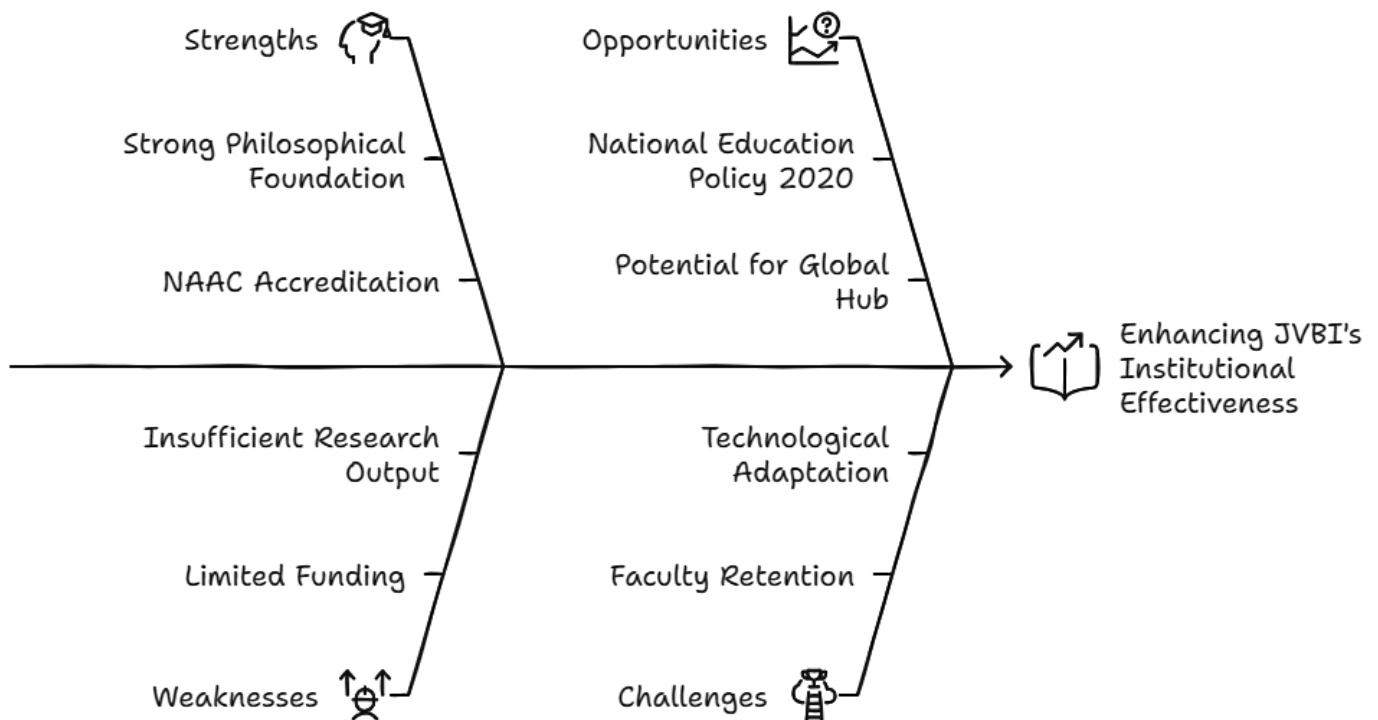 Strengths
Strong Philosophical
Foundation
NAAC Accreditation
Opportunities
?
National Education
Policy 2020
Potential for Global
Hub
Enhancing JVBI's
Institutional
Effectiveness
Insufficient Research
Output
Limited Funding
Weaknesses
Technological
Adaptation
Faculty Retention
Challenges